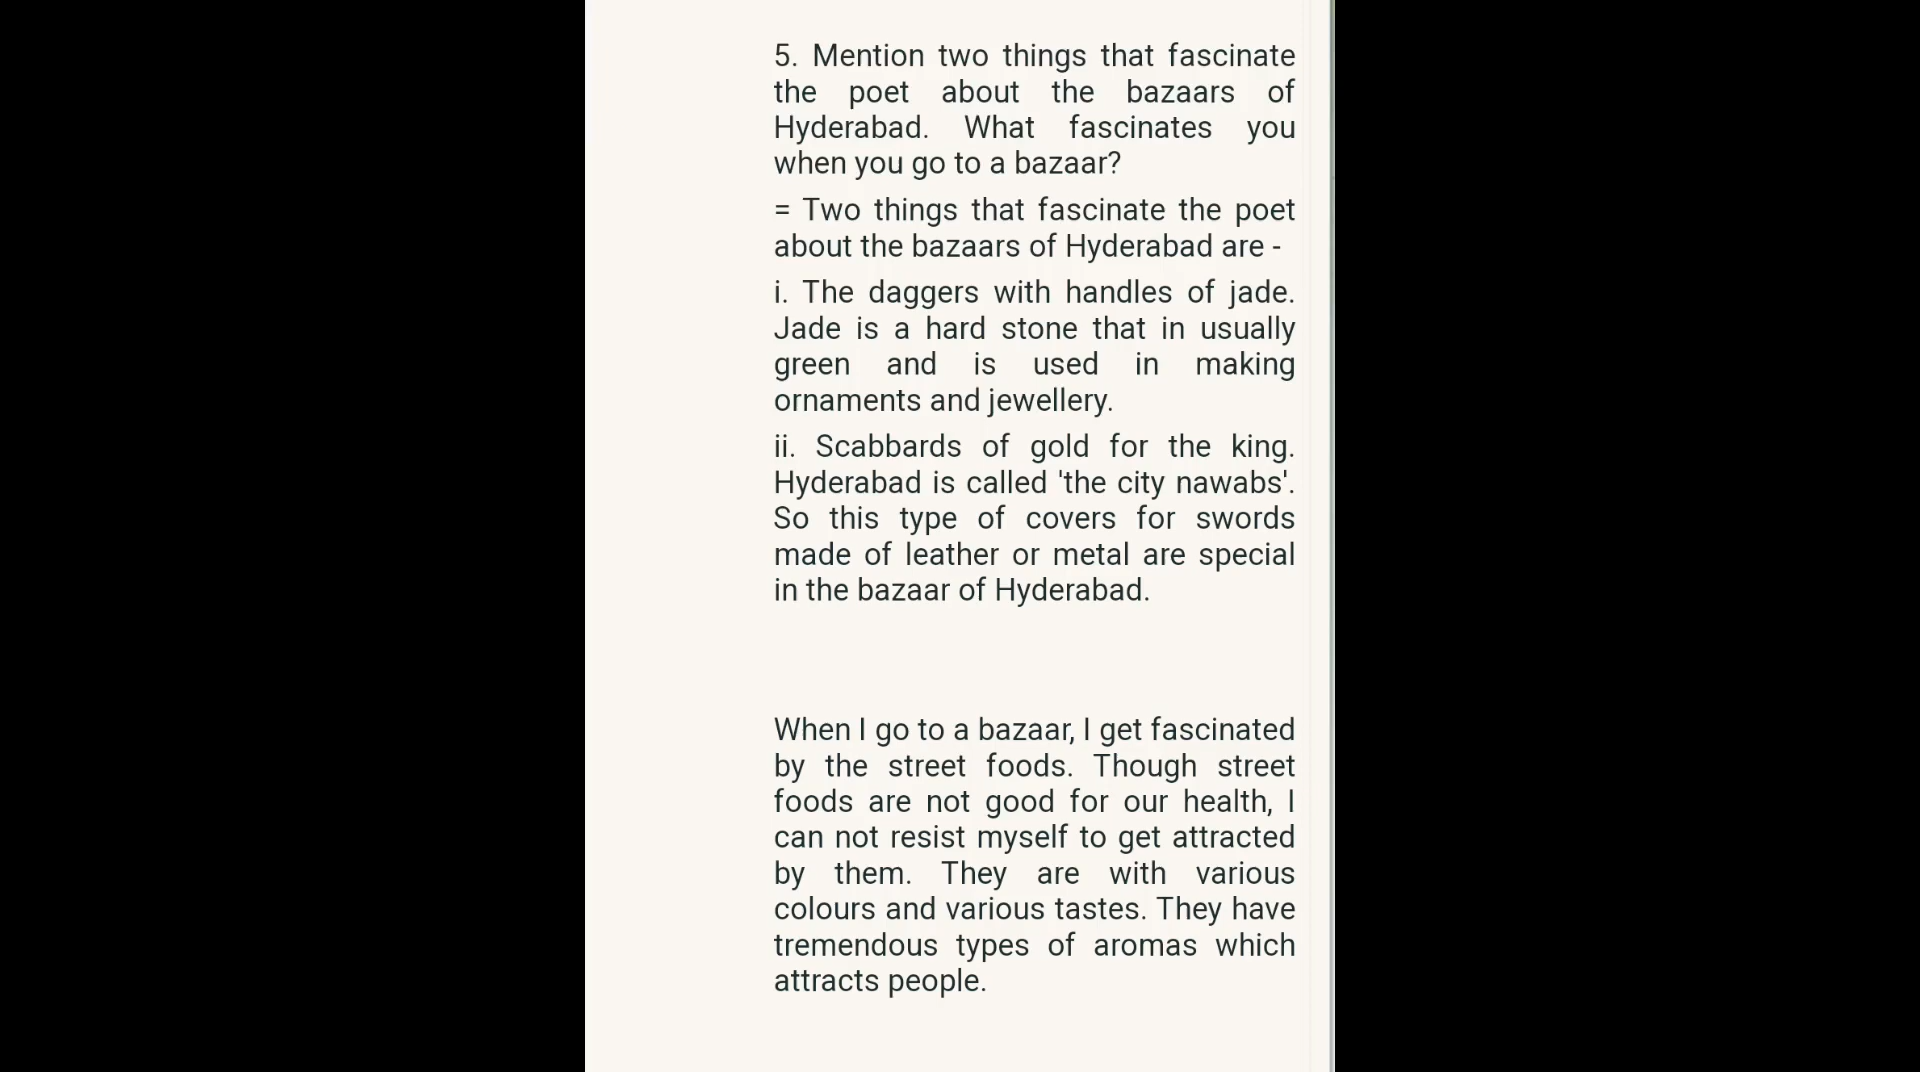 5. Mention two things that fascinate
the poet about the bazaars of
Hyderabad. What fascinates you
when you go to a bazaar?
= Two things that fascinate the poet
about the bazaars of Hyderabad are -
i. The daggers with handles of jade.
Jade is a hard stone that in usually
green and is used in making
ornaments and jewellery.
ii. Scabbards of gold for the king.
Hyderabad is called 'the city nawabs'.
So this type of covers for swords
made of leather or metal are special
in the bazaar of Hyderabad.
When I go to a bazaar, I get fascinated
by the street foods. Though street
foods are not good for our health, I
can not resist myself to get attracted
by them. They are with various
colours and various tastes. They have
tremendous types of aromas which
attracts people.